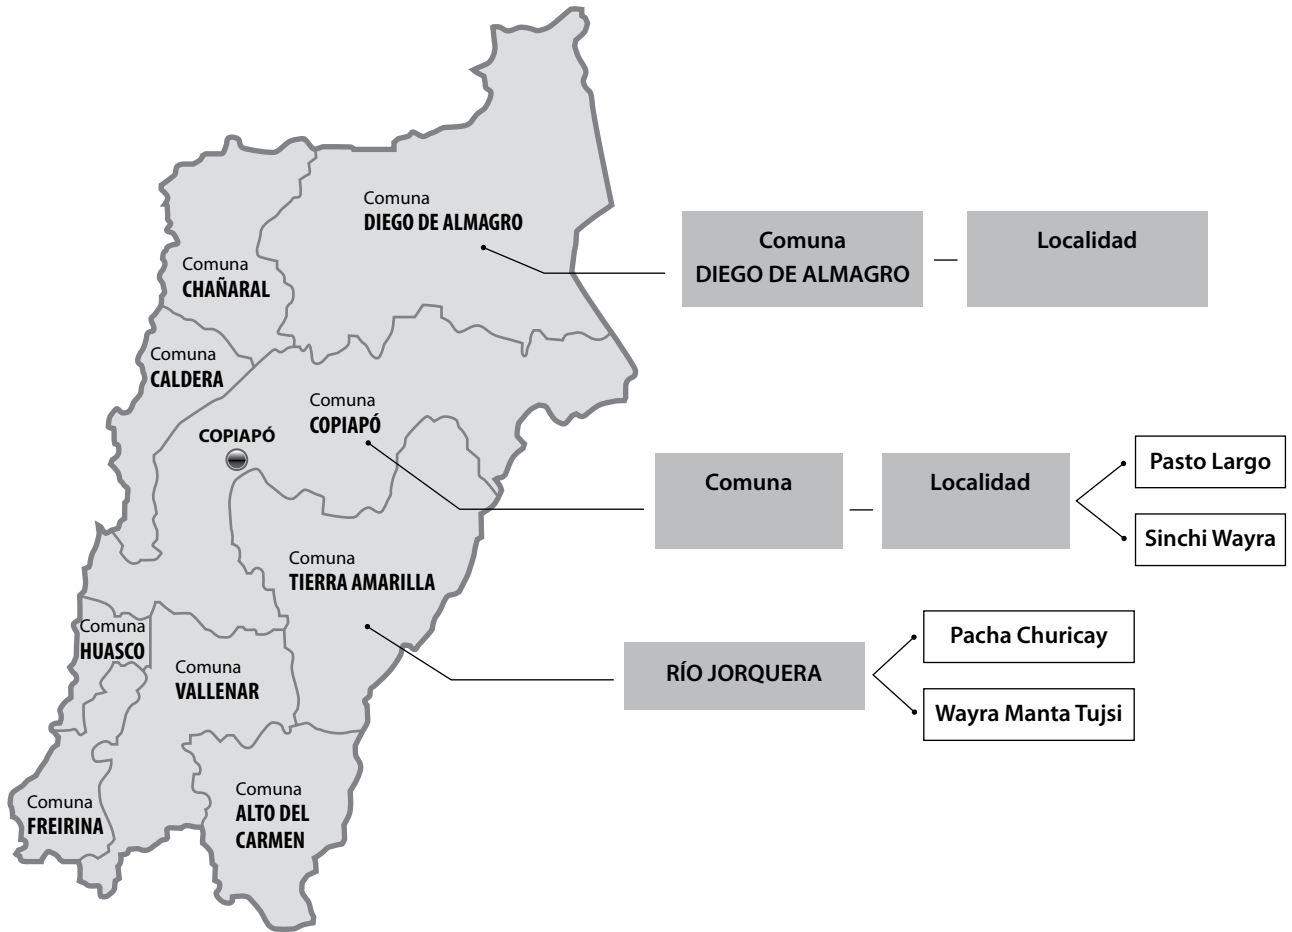 Comuna
DIEGO DE ALMAGRO
Comuna
CHAÑARAL
Comuna
CALDERA
Comuna
COPIAPÓ
COPIAPÓ
Comuna
TIERRA AMARILLA
Comuna
HUASCO
Comuna
VALLENAR
Comuna
ALTO DEL
CARMEN
Comuna
FREIRINA
Comuna
DIEGO DE ALMAGRO
Localidad
Comuna
Localidad
Pasto Largo
Sinchi Wayra
RÍO JORQUERA
Pacha Churicay
Wayra Manta Tujsi